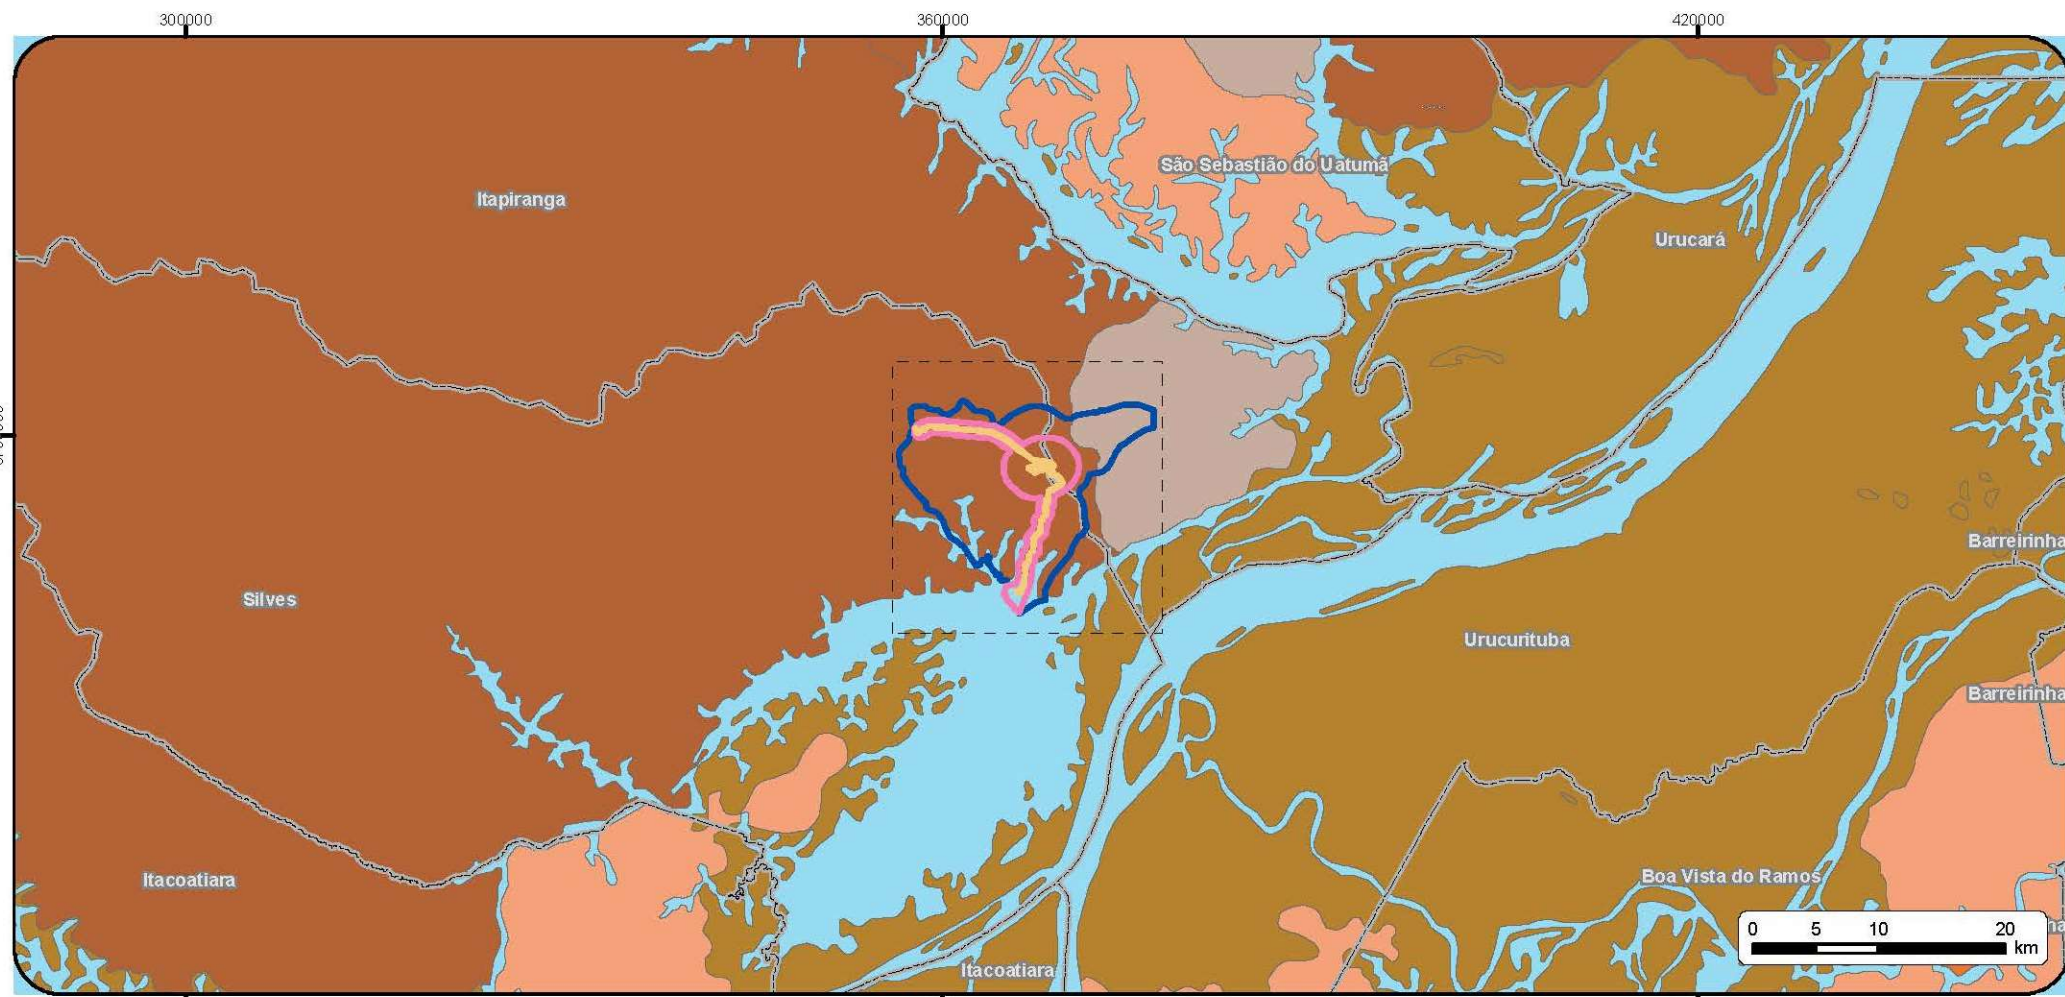 300000 360000 420000
São Sebastião do Uatumã
Itapiranga
Urucará
Barreirinha
Silves
Urucurituba
Barreirinha
Boa Vista do Ramos
Itacoatiara
0 5 10 20
km
Itacoatiara